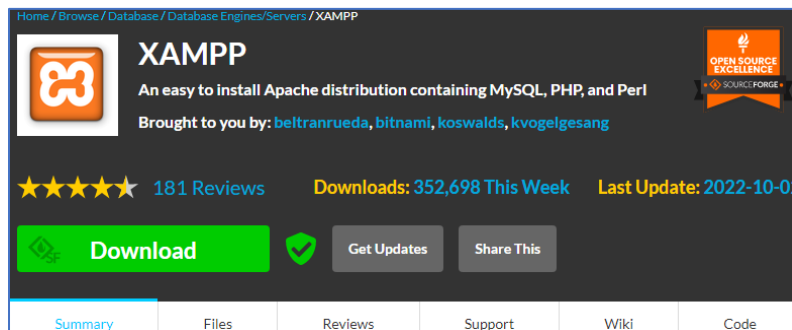 Home / Browse / Database / Database Engines/Servers / XAMPP
XAMPP
An easy to install Apache distribution containing MySQL, PHP, and Perl
Brought to you by: beltranrueda, bitnami, koswalds, kvogelgesang
OPEN SOURCE
EXCELLENCE
SOURCEFORGE
181 Reviews Downloads: 352,698 This Week Last Update: 2022-10-0
SF Download Get Updates Share This
Summary Files Reviews Support Wiki Code